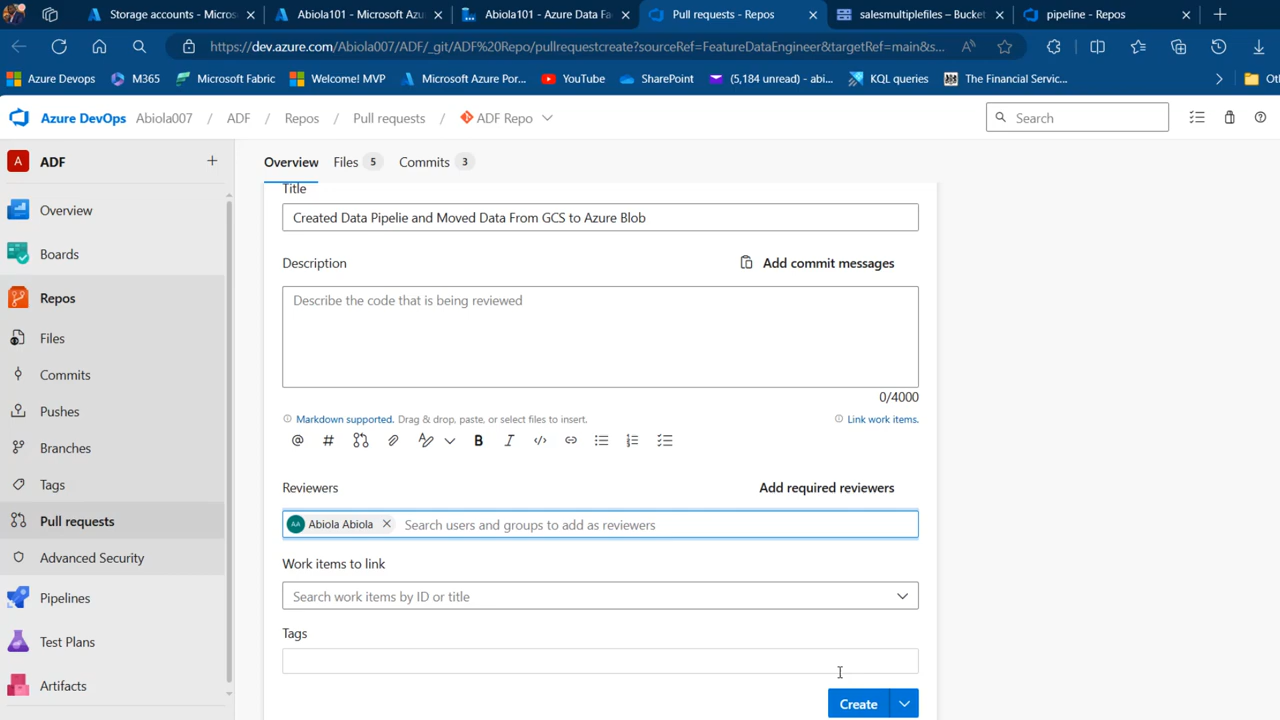 Storage accounts - Micros
Abiola101 - Microsoft Azu
Abiola101 - Azure Data Fa
Pull requests - Repos
salesmultiplefiles – Bucket
pipeline - Repos
https://dev.azure.com/Abiola007/ADF/_git/ADF%20Repo/pullrequestcreate?sourceRef=FeatureDataEngineer&targetRef=main&s...
Azure Devops
M365
Microsoft Fabric
Welcome! MVP
Microsoft Azure Por...
YouTube
SharePoint
(5,184 unread) - abi...
KQL queries
The Financial Servic...
Oth
Azure DevOps
Abiola007 / ADF / Repos / Pull requests / ADF Repo
Search
A
ADF
Overview
Boards
Repos
Files
Commits
Pushes
Branches
Tags
Pull requests
Advanced Security
Pipelines
Test Plans
Artifacts
Overview
Files 5
Commits 3
Title
Created Data Pipelie and Moved Data From GCS to Azure Blob
Description
Add commit messages
Describe the code that is being reviewed
0/4000
Markdown supported. Drag & drop, paste, or select files to insert.
Link work items.
Reviewers
Add required reviewers
AA Abiola Abiola
Search users and groups to add as reviewers
Work items to link
Search work items by ID or title
Tags
Create